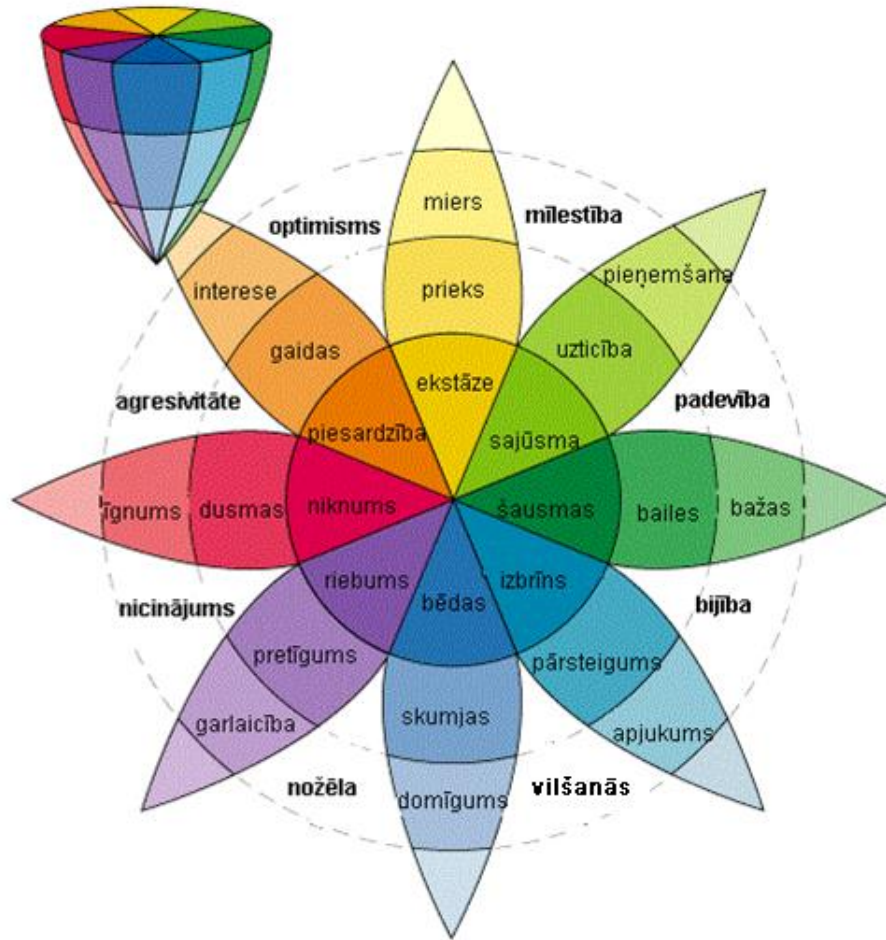 miers
optimisms
mīlestība
pieņemšana
interese
prieks
uzticība
gaidas
ekstāze
agresivitāte
padevība
piesardzība
sajūsma
īgnums
dusmas
niknums
šausmas
bailes
bažas
riebums
izbrīns
bēdas
nicinājums
bijība
pretīgums
pārsteigums
skumjas
garlaicība
apjukums
nožēla
vilšanās
domīgums